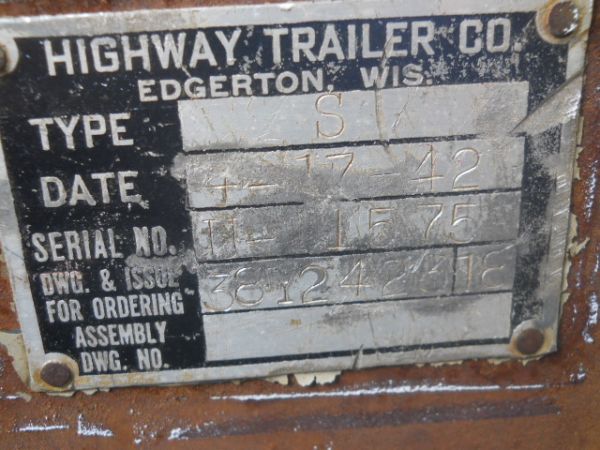 HIGHWAY TRAILER CO.
EDGERTON, WIS.
TYPE S
DATE 4-17-42
SERIAL NO. 1575
DWG. & ISSUE
FOR ORDERING
ASSEMBLY
DWG. NO.